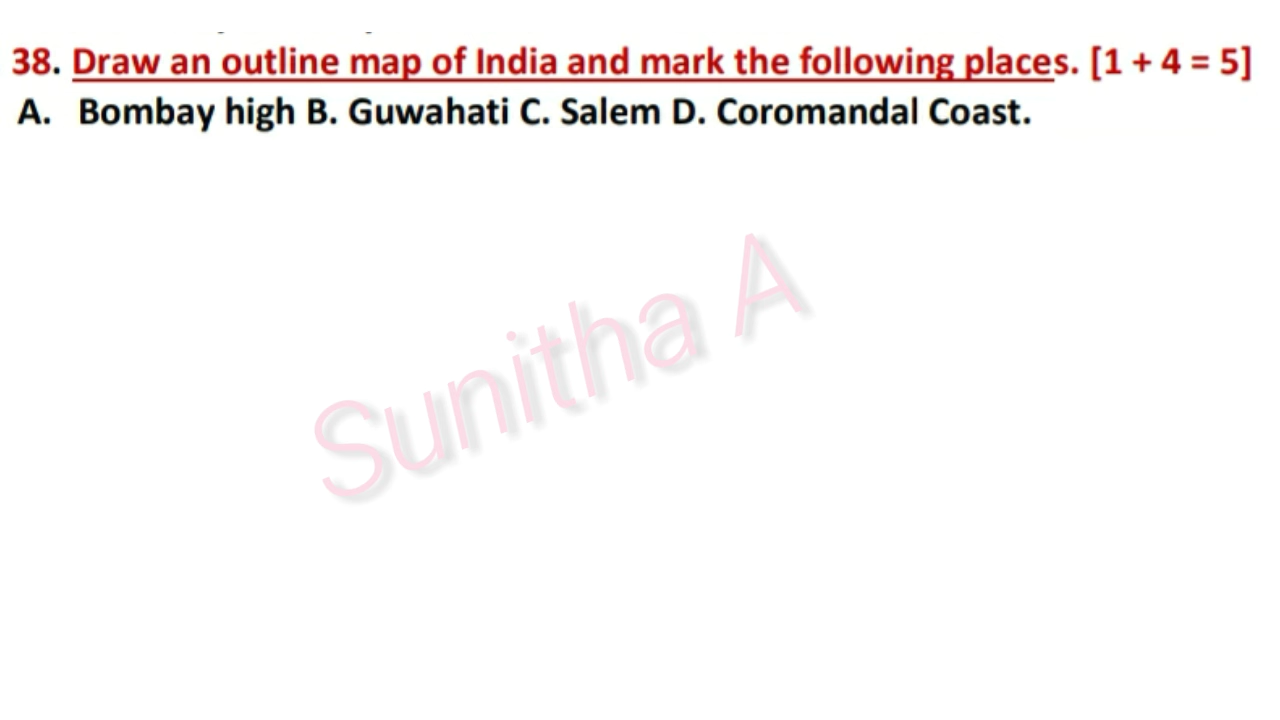 38. Draw an outline map of India and mark the following places. [1 + 4 = 5]
A. Bombay high B. Guwahati C. Salem D. Coromandal Coast.
Sunitha A